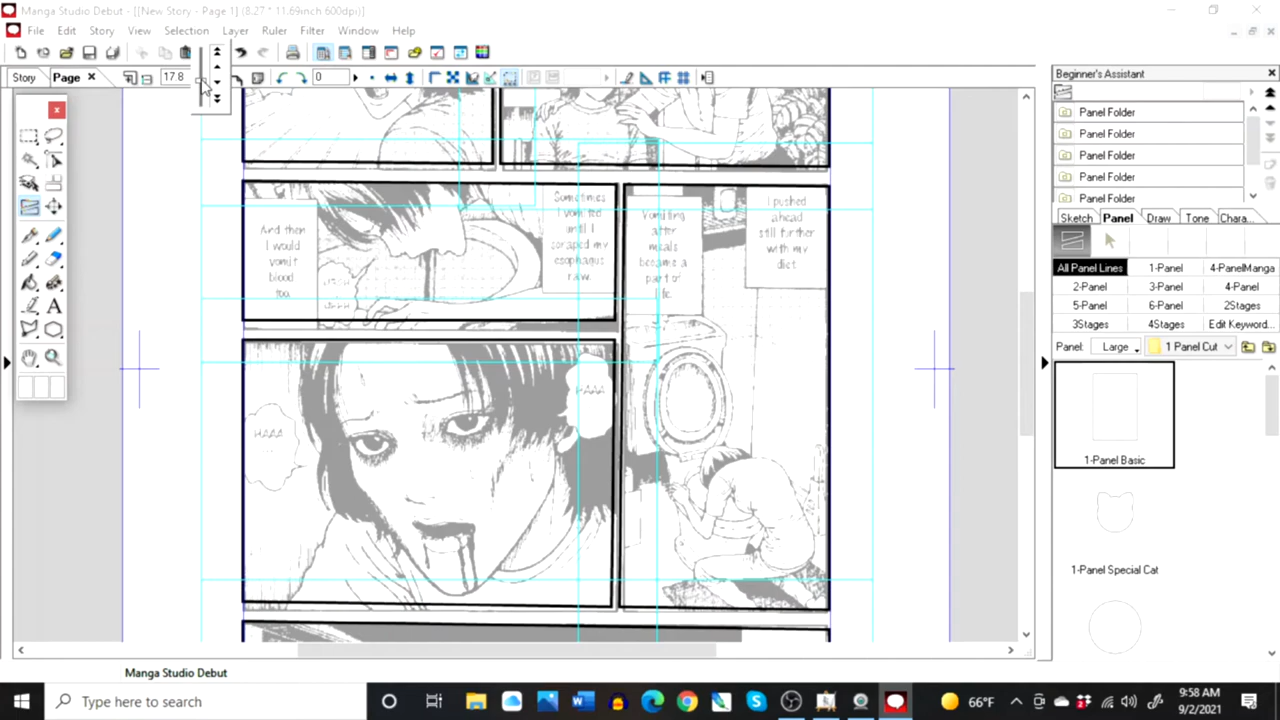 Manga Studio Debut - [[New Story - Page 1] (8.27 * 11.69inch 600dpi)]
File Edit Story View Selection Layer Ruler Filter Window Help
Story Page 17.8 0
Beginner's Assistant
Panel Folder
Panel Folder
Panel Folder
Panel Folder
Panel Folder
Sketch Panel Draw Tone Chara...
All Panel Lines 1-Panel 4-PanelManga
2-Panel 3-Panel 4-Panel
5-Panel 6-Panel 2Stages
3Stages 4Stages Edit Keyword...
Panel: Large 1 Panel Cut
1-Panel Basic
1-Panel Special Cat
And then
I would
vomit
blood
too.
Sometimes
I vomited
until I
scraped my
esophagus
raw.
Vomiting
after
meals
became a
part of
life.
I pushed
ahead
still further
with my
diet.
HAAA
HAAA
Manga Studio Debut
Type here to search
66°F
9:58 AM
9/2/2021